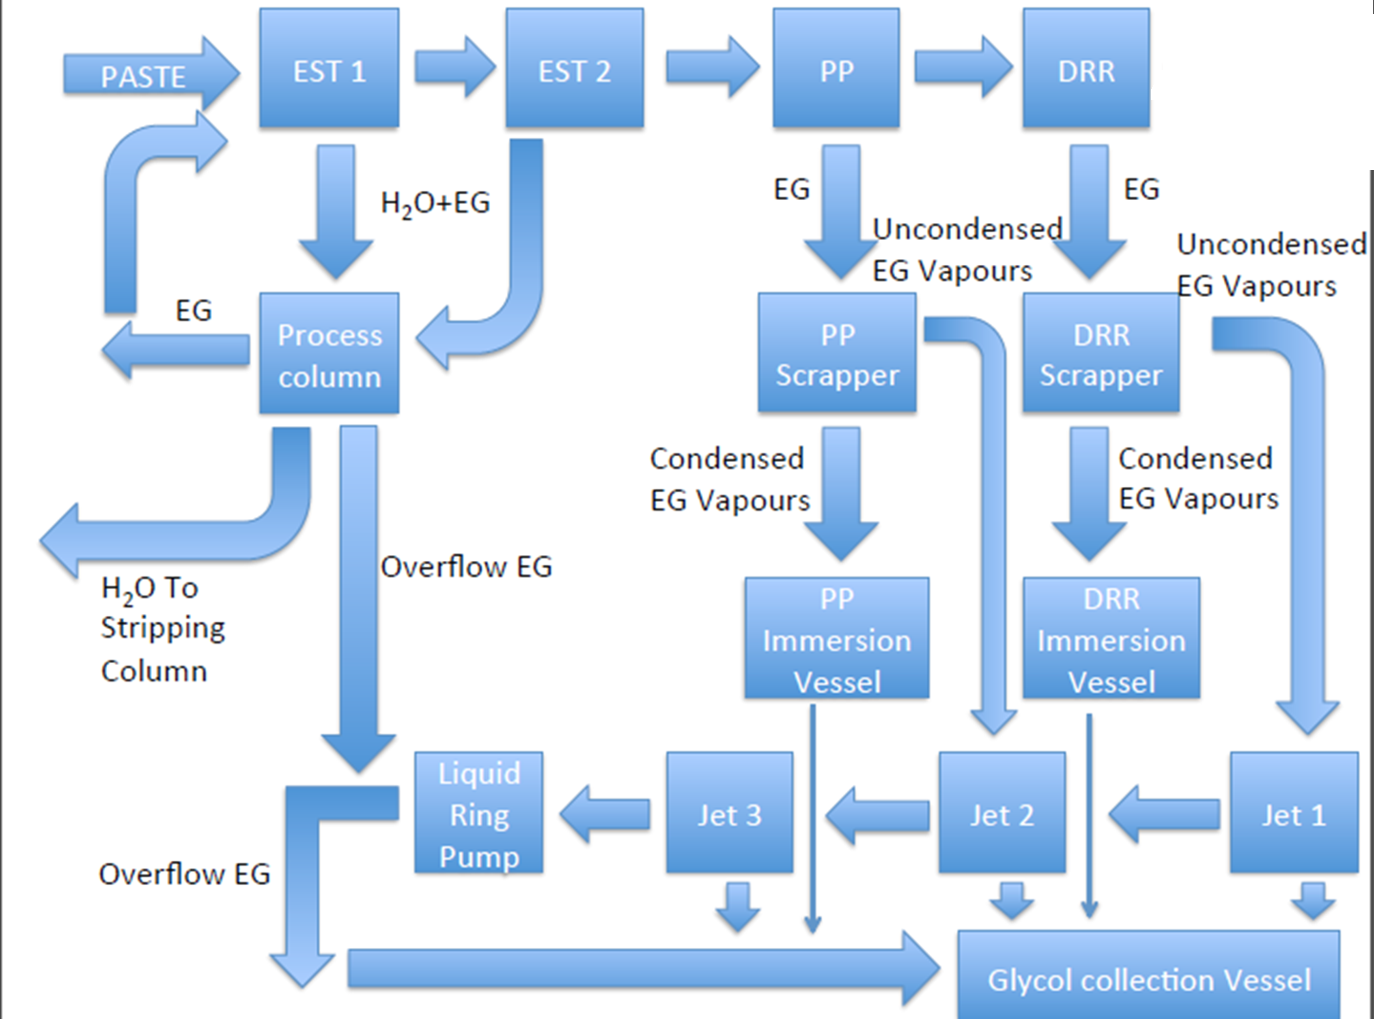 PASTE
EST 1
EST 2
PP
DRR
H₂O+EG
EG
EG
Uncondensed
EG Vapours
Uncondensed
EG Vapours
EG
Process
column
PP
Scrapper
DRR
Scrapper
Condensed
EG Vapours
Condensed
EG Vapours
Overflow EG
H₂O To
Stripping
Column
PP
Immersion
Vessel
DRR
Immersion
Vessel
Liquid
Ring
Pump
Jet 3
Jet 2
Jet 1
Overflow EG
Glycol collection Vessel